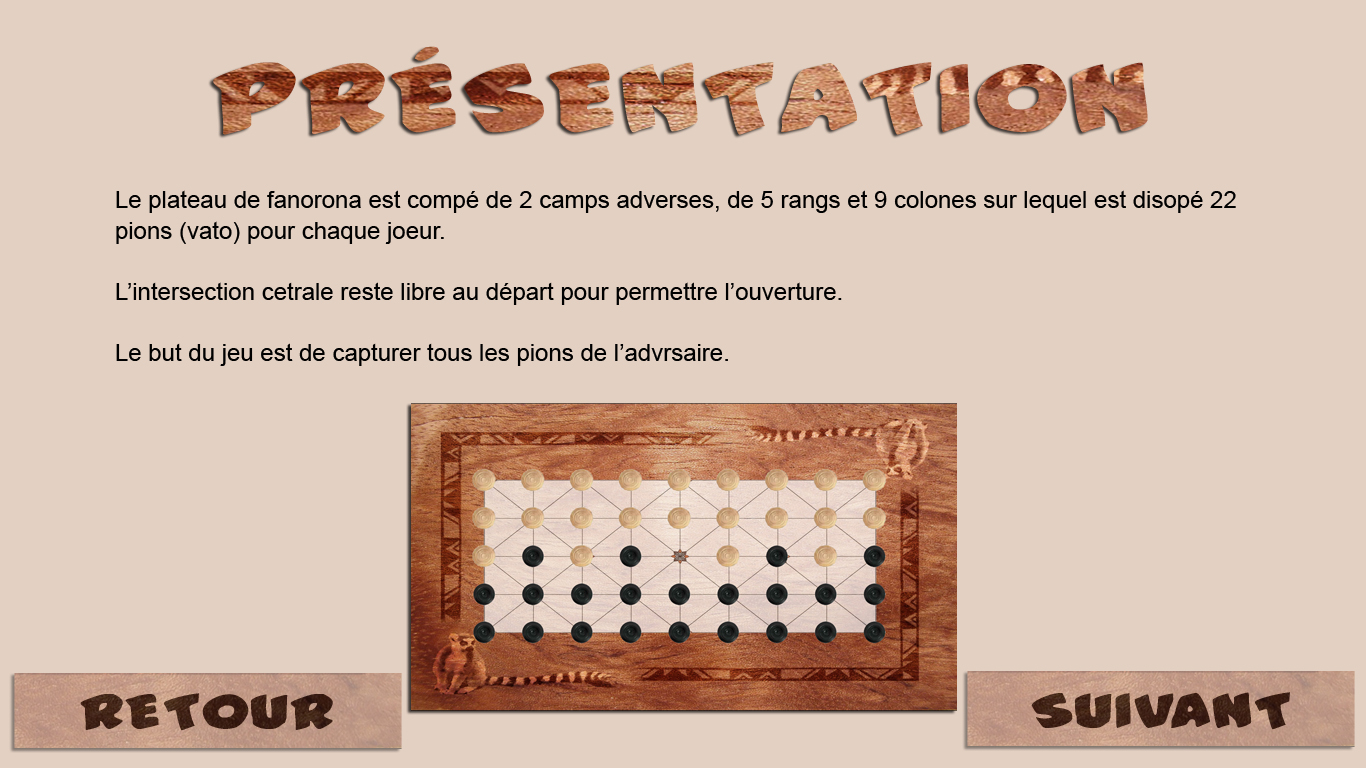 PRÉSENTATION
Le plateau de fanorona est compé de 2 camps adverses, de 5 rangs et 9 colones sur lequel est disopé 22
pions (vato) pour chaque joeur.
L’intersection cetrale reste libre au départ pour permettre l’ouverture.
Le but du jeu est de capturer tous les pions de l’advrsaire.
RETOUR
SUIVANT